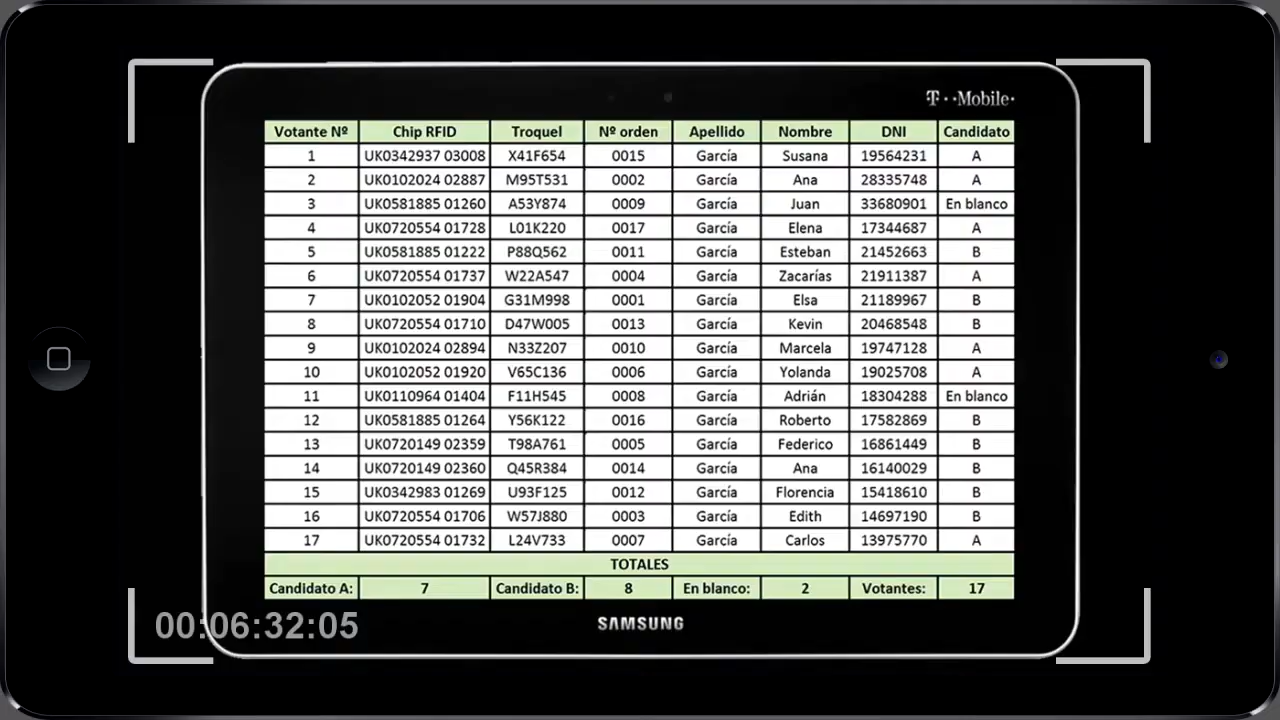 T··Mobile·
Votante Nº Chip RFID Troquel Nº orden Apellido Nombre DNI Candidato
1 UK0342937 03008 X41F654 0015 García Susana 19564231 A
2 UK0102024 02887 M95T531 0002 García Ana 28335748 A
3 UK0581885 01260 A53Y874 0009 García Juan 33680901 En blanco
4 UK0720554 01728 L01K220 0017 García Elena 17344687 A
5 UK0581885 01222 P88Q562 0011 García Esteban 21452663 B
6 UK0720554 01737 W22A547 0004 García Zacarías 21911387 A
7 UK0102052 01904 G31M998 0001 García Elsa 21189967 B
8 UK0720554 01710 D47W005 0013 García Kevin 20468548 B
9 UK0102024 02894 N33Z207 0010 García Marcela 19747128 A
10 UK0102052 01920 V65C136 0006 García Yolanda 19025708 A
11 UK0110964 01404 F11H545 0008 García Adrián 18304288 En blanco
12 UK0581885 01264 Y56K122 0016 García Roberto 17582869 B
13 UK0720149 02359 T98A761 0005 García Federico 16861449 B
14 UK0720149 02360 Q45R384 0014 García Ana 16140029 B
15 UK0342983 01269 U93F125 0012 García Florencia 15418610 B
16 UK0720554 01706 W57J880 0003 García Edith 14697190 B
17 UK0720554 01732 L24V733 0007 García Carlos 13975770 A
TOTALES
Candidato A: 7 Candidato B: 8 En blanco: 2 Votantes: 17
SAMSUNG
00:06:32:05